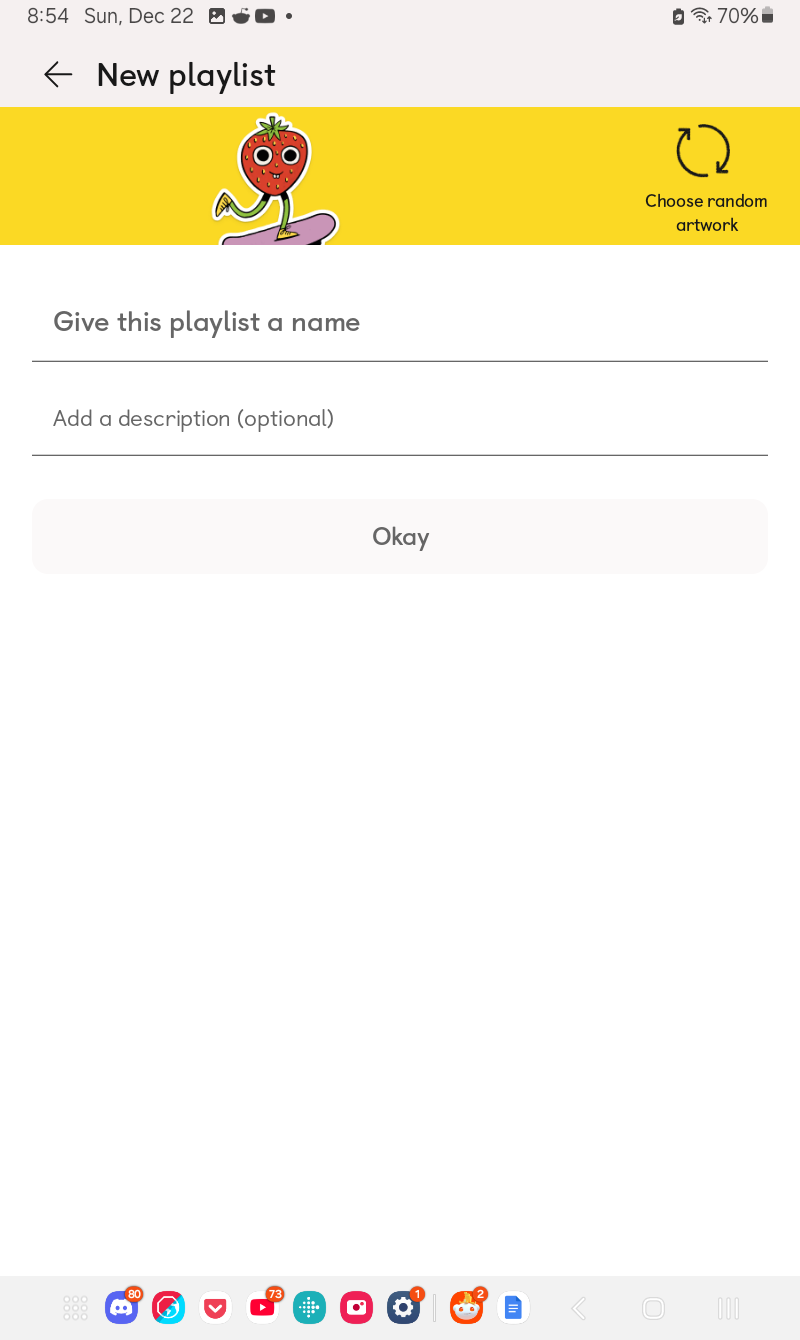 8:54 Sun, Dec 22
70%
New playlist
Choose random
artwork
Give this playlist a name
Add a description (optional)
Okay
80
73
1
2